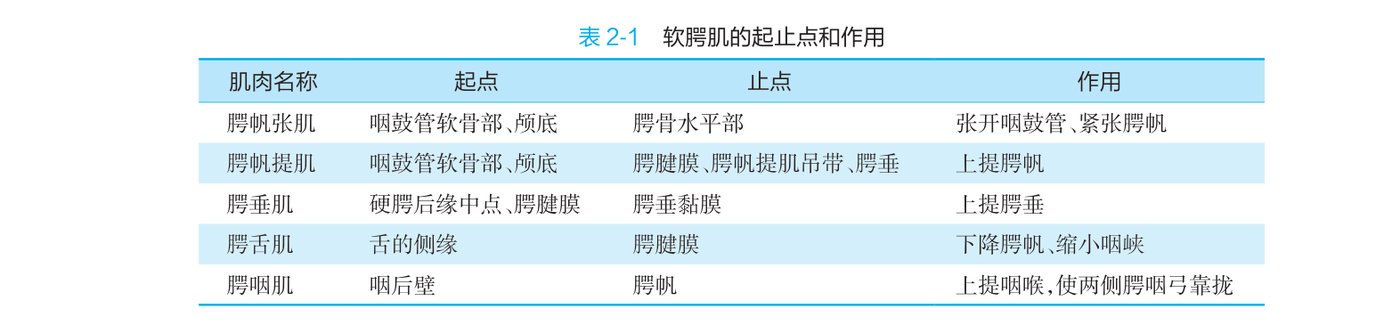 表 2-1 软腭肌的起止点和作用
肌肉名称 起点 止点 作用
腭帆张肌 咽鼓管软骨部、颅底 腭骨水平部 张开咽鼓管、紧张腭帆
腭帆提肌 咽鼓管软骨部、颅底 腭腱膜、腭帆提肌吊带、腭垂 上提腭帆
腭垂肌 硬腭后缘中点、腭腱膜 腭垂黏膜 上提腭垂
腭舌肌 舌的侧缘 腭腱膜 下降腭帆、缩小咽峡
腭咽肌 咽后壁 腭帆 上提咽喉,使两侧腭咽弓靠拢